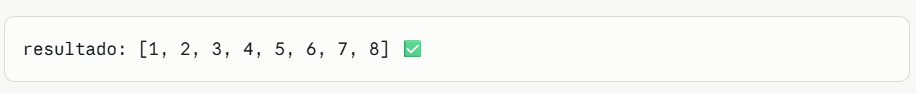 resultado: [1, 2, 3, 4, 5, 6, 7, 8] ✅